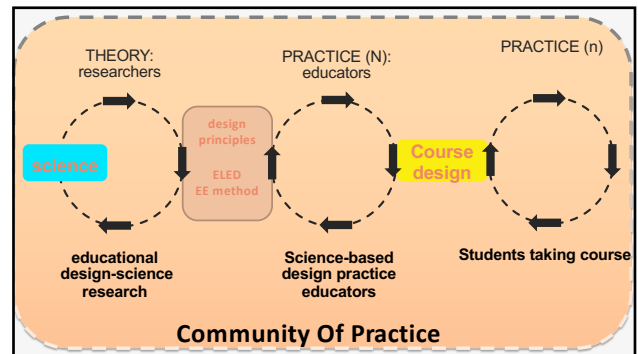 THEORY:
researchers
PRACTICE (N):
educators
PRACTICE (n)
science
design
principles
ELED
EE method
Course
design
educational
design-science
research
Science-based
design practice
educators
Students taking course
Community Of Practice